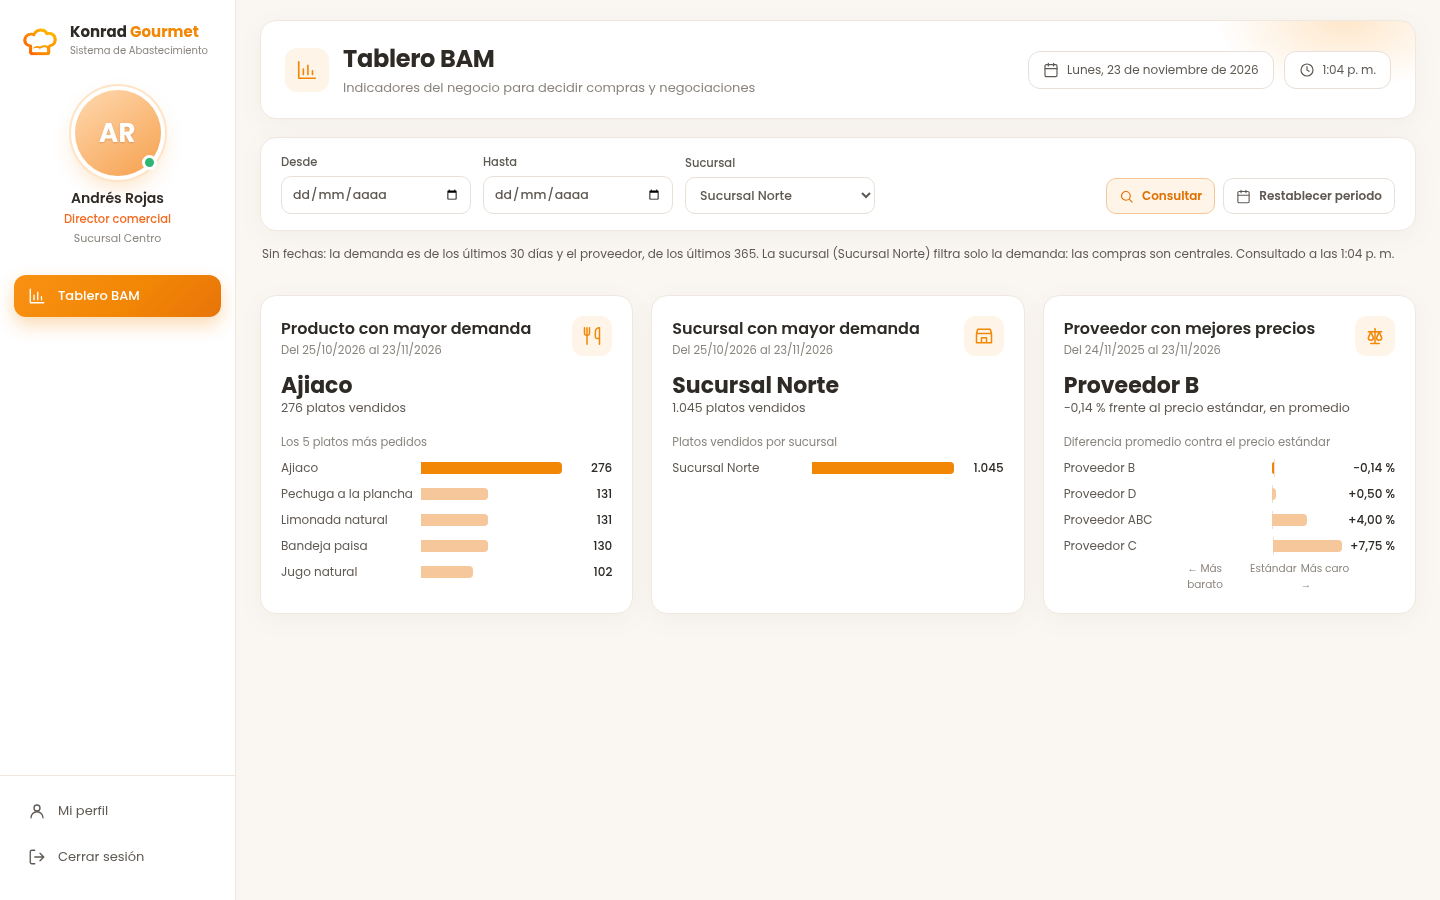 Konrad Gourmet
Sistema de Abastecimiento
AR
Andrés Rojas
Director comercial
Sucursal Centro
Tablero BAM
Mi perfil
Cerrar sesión
Tablero BAM
Indicadores del negocio para decidir compras y negociaciones
Lunes, 23 de noviembre de 2026
1:04 p. m.
Desde
dd/mm/aaaa
Hasta
dd/mm/aaaa
Sucursal
Sucursal Norte
Consultar
Restablecer periodo
Sin fechas: la demanda es de los últimos 30 días y el proveedor, de los últimos 365. La sucursal (Sucursal Norte) filtra solo la demanda: las compras son centrales. Consultado a las 1:04 p. m.
Producto con mayor demanda
Del 25/10/2026 al 23/11/2026
Ajiaco
276 platos vendidos
Los 5 platos más pedidos
Ajiaco 276
Pechuga a la plancha 131
Limonada natural 131
Bandeja paisa 130
Jugo natural 102
Sucursal con mayor demanda
Del 25/10/2026 al 23/11/2026
Sucursal Norte
1.045 platos vendidos
Platos vendidos por sucursal
Sucursal Norte 1.045
Proveedor con mejores precios
Del 24/11/2025 al 23/11/2026
Proveedor B
-0,14 % frente al precio estándar, en promedio
Diferencia promedio contra el precio estándar
Proveedor B -0,14 %
Proveedor D +0,50 %
Proveedor ABC +4,00 %
Proveedor C +7,75 %
← Más barato
Estándar
Más caro →